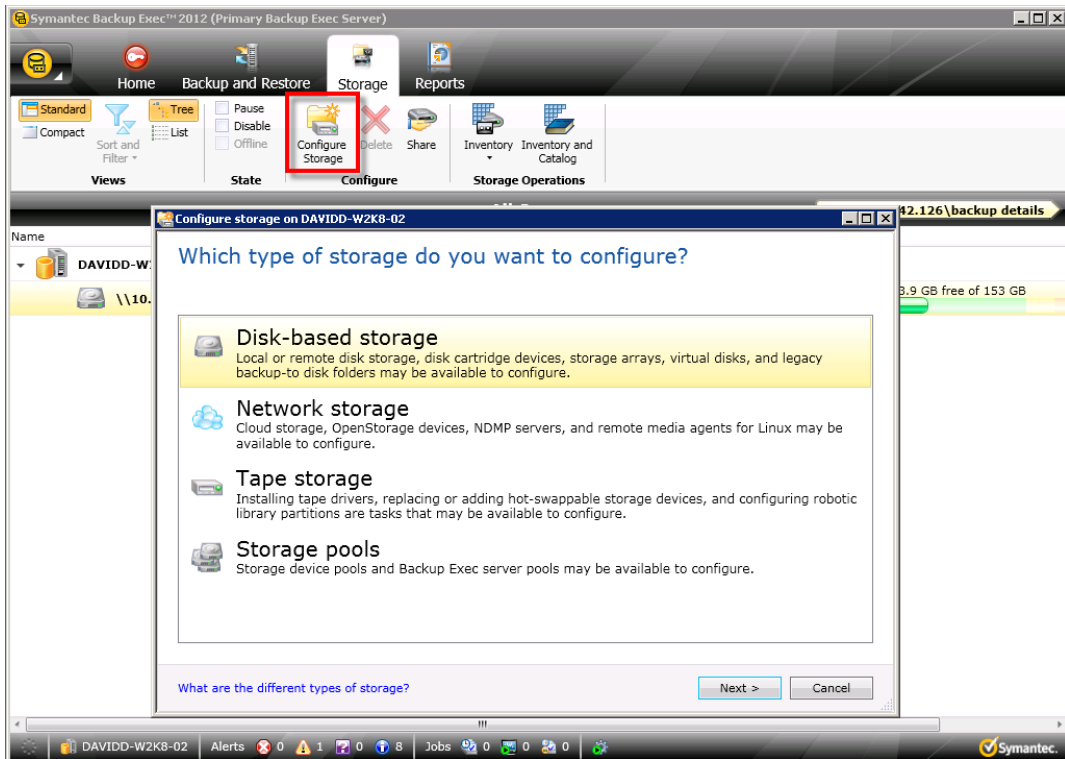 Symantec Backup Exec™ 2012 (Primary Backup Exec Server)
Home Backup and Restore Storage Reports
Standard
Compact
Sort and
Filter
Tree
List
Views
Pause
Disable
Offline
State
Configure
Storage
Delete
Share
Configure
Inventory
Inventory and
Catalog
Storage Operations
42.126\backup details
Name
DAVIDD-W
\\10.
3.9 GB free of 153 GB
Configure storage on DAVIDD-W2K8-02
Which type of storage do you want to configure?
Disk-based storage
Local or remote disk storage, disk cartridge devices, storage arrays, virtual disks, and legacy
backup-to disk folders may be available to configure.
Network storage
Cloud storage, OpenStorage devices, NDMP servers, and remote media agents for Linux may be
available to configure.
Tape storage
Installing tape drivers, replacing or adding hot-swappable storage devices, and configuring robotic
library partitions are tasks that may be available to configure.
Storage pools
Storage device pools and Backup Exec server pools may be available to configure.
What are the different types of storage?
Next >
Cancel
DAVIDD-W2K8-02 Alerts 0 1 0 8 Jobs 0 0 0
Symantec.